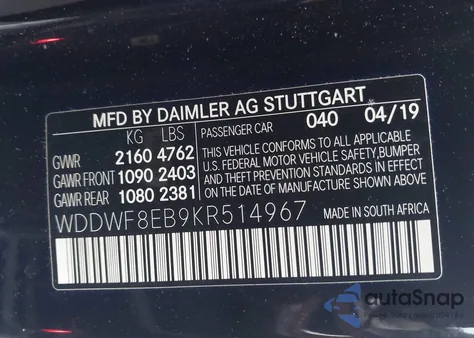 MFD BY DAIMLER AG STUTTGART
KG LBS
GVWR 2160 4762
GAWR FRONT 1090 2403
GAWR REAR 1080 2381
PASSENGER CAR 040 04/19
THIS VEHICLE CONFORMS TO ALL APPLICABLE
U.S. FEDERAL MOTOR VEHICLE SAFETY, BUMPER
AND THEFT PREVENTION STANDARDS IN EFFECT
ON THE DATE OF MANUFACTURE SHOWN ABOVE.
WDDWF8EB9KR514967
MADE IN SOUTH AFRICA
autoSnap